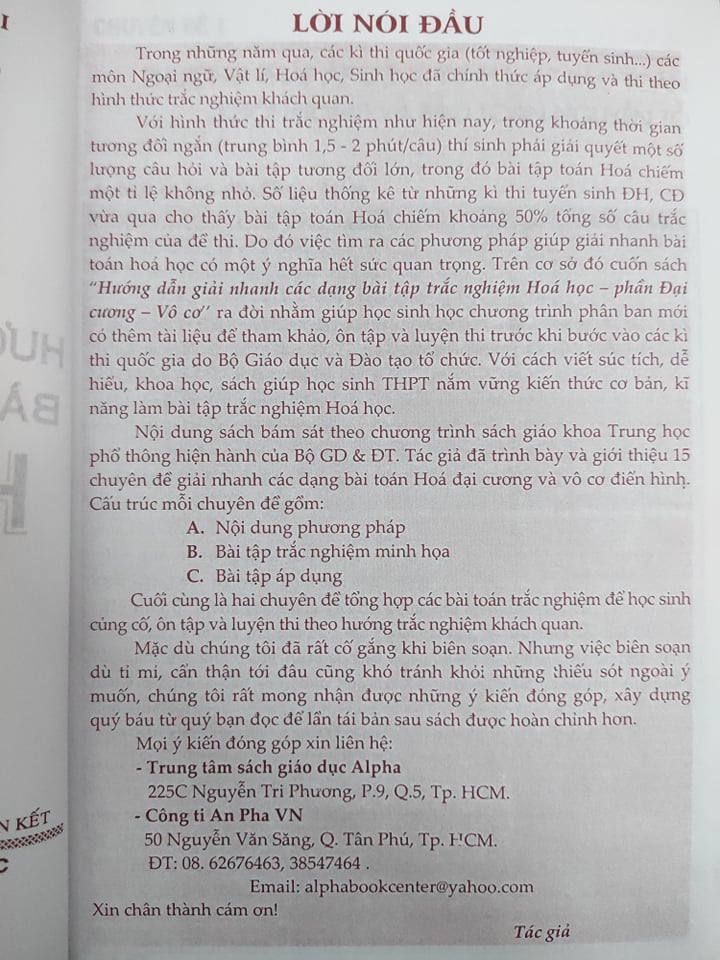 LỜI NÓI ĐẦU
Trong những năm qua, các kì thi quốc gia (tốt nghiệp, tuyển sinh...) các
môn Ngoại ngữ, Vật lí, Hoá học, Sinh học đã chính thức áp dụng và thi theo
hình thức trắc nghiệm khách quan.
Với hình thức thi trắc nghiệm như hiện nay, trong khoảng thời gian
tương đối ngắn (trung bình 1,5 - 2 phút/câu) thí sinh phải giải quyết một số
lượng câu hỏi và bài tập tương đối lớn, trong đó bài tập toán Hoá chiếm
một tỉ lệ không nhỏ. Số liệu thống kê từ những kì thi tuyển sinh ĐH, CĐ
vừa qua cho thấy bài tập toán Hoá chiếm khoảng 50% tổng số câu trắc
nghiệm của đề thi. Do đó việc tìm ra các phương pháp giúp giải nhanh bài
toán hoá học có một ý nghĩa hết sức quan trọng. Trên cơ sở đó cuốn sách
"Hướng dẫn giải nhanh các dạng bài tập trắc nghiệm Hoá học – phần Đại
cương – Vô cơ" ra đời nhằm giúp học sinh học chương trình phân ban mới
có thêm tài liệu để tham khảo, ôn tập và luyện thi trước khi bước vào các kì
thi quốc gia do Bộ Giáo dục và Đào tạo tổ chức. Với cách viết súc tích, dễ
hiểu, khoa học, sách giúp học sinh THPT nắm vững kiến thức cơ bản, kĩ
năng làm bài tập trắc nghiệm Hoá học.
Nội dung sách bám sát theo chương trình sách giáo khoa Trung học
phổ thông hiện hành của Bộ GD & ĐT. Tác giả đã trình bày và giới thiệu 15
chuyên đề giải nhanh các dạng bài toán Hoá đại cương và vô cơ điển hình.
Cấu trúc mỗi chuyên đề gồm:
A. Nội dung phương pháp
B. Bài tập trắc nghiệm minh họa
C. Bài tập áp dụng
Cuối cùng là hai chuyên đề tổng hợp các bài toán trắc nghiệm để học sinh
củng cố, ôn tập và luyện thi theo hướng trắc nghiệm khách quan.
Mặc dù chúng tôi đã rất cố gắng khi biên soạn. Nhưng việc biên soạn
dù tỉ mỉ, cẩn thận tới đâu cũng khó tránh khỏi những thiếu sót ngoài ý
muốn, chúng tôi rất mong nhận được những ý kiến đóng góp, xây dựng
quý báu từ quý bạn đọc để lần tái bản sau sách được hoàn chỉnh hơn.
Mọi ý kiến đóng góp xin liên hệ:
- Trung tâm sách giáo dục Alpha
225C Nguyễn Tri Phương, P.9, Q.5, Tp. HCM.
- Công ti An Pha VN
50 Nguyễn Văn Săng, Q. Tân Phú, Tp. HCM.
ĐT: 08. 62676463, 38547464 .
Email: alphabookcenter@yahoo.com
Xin chân thành cám ơn!
Tác giả
KẾT